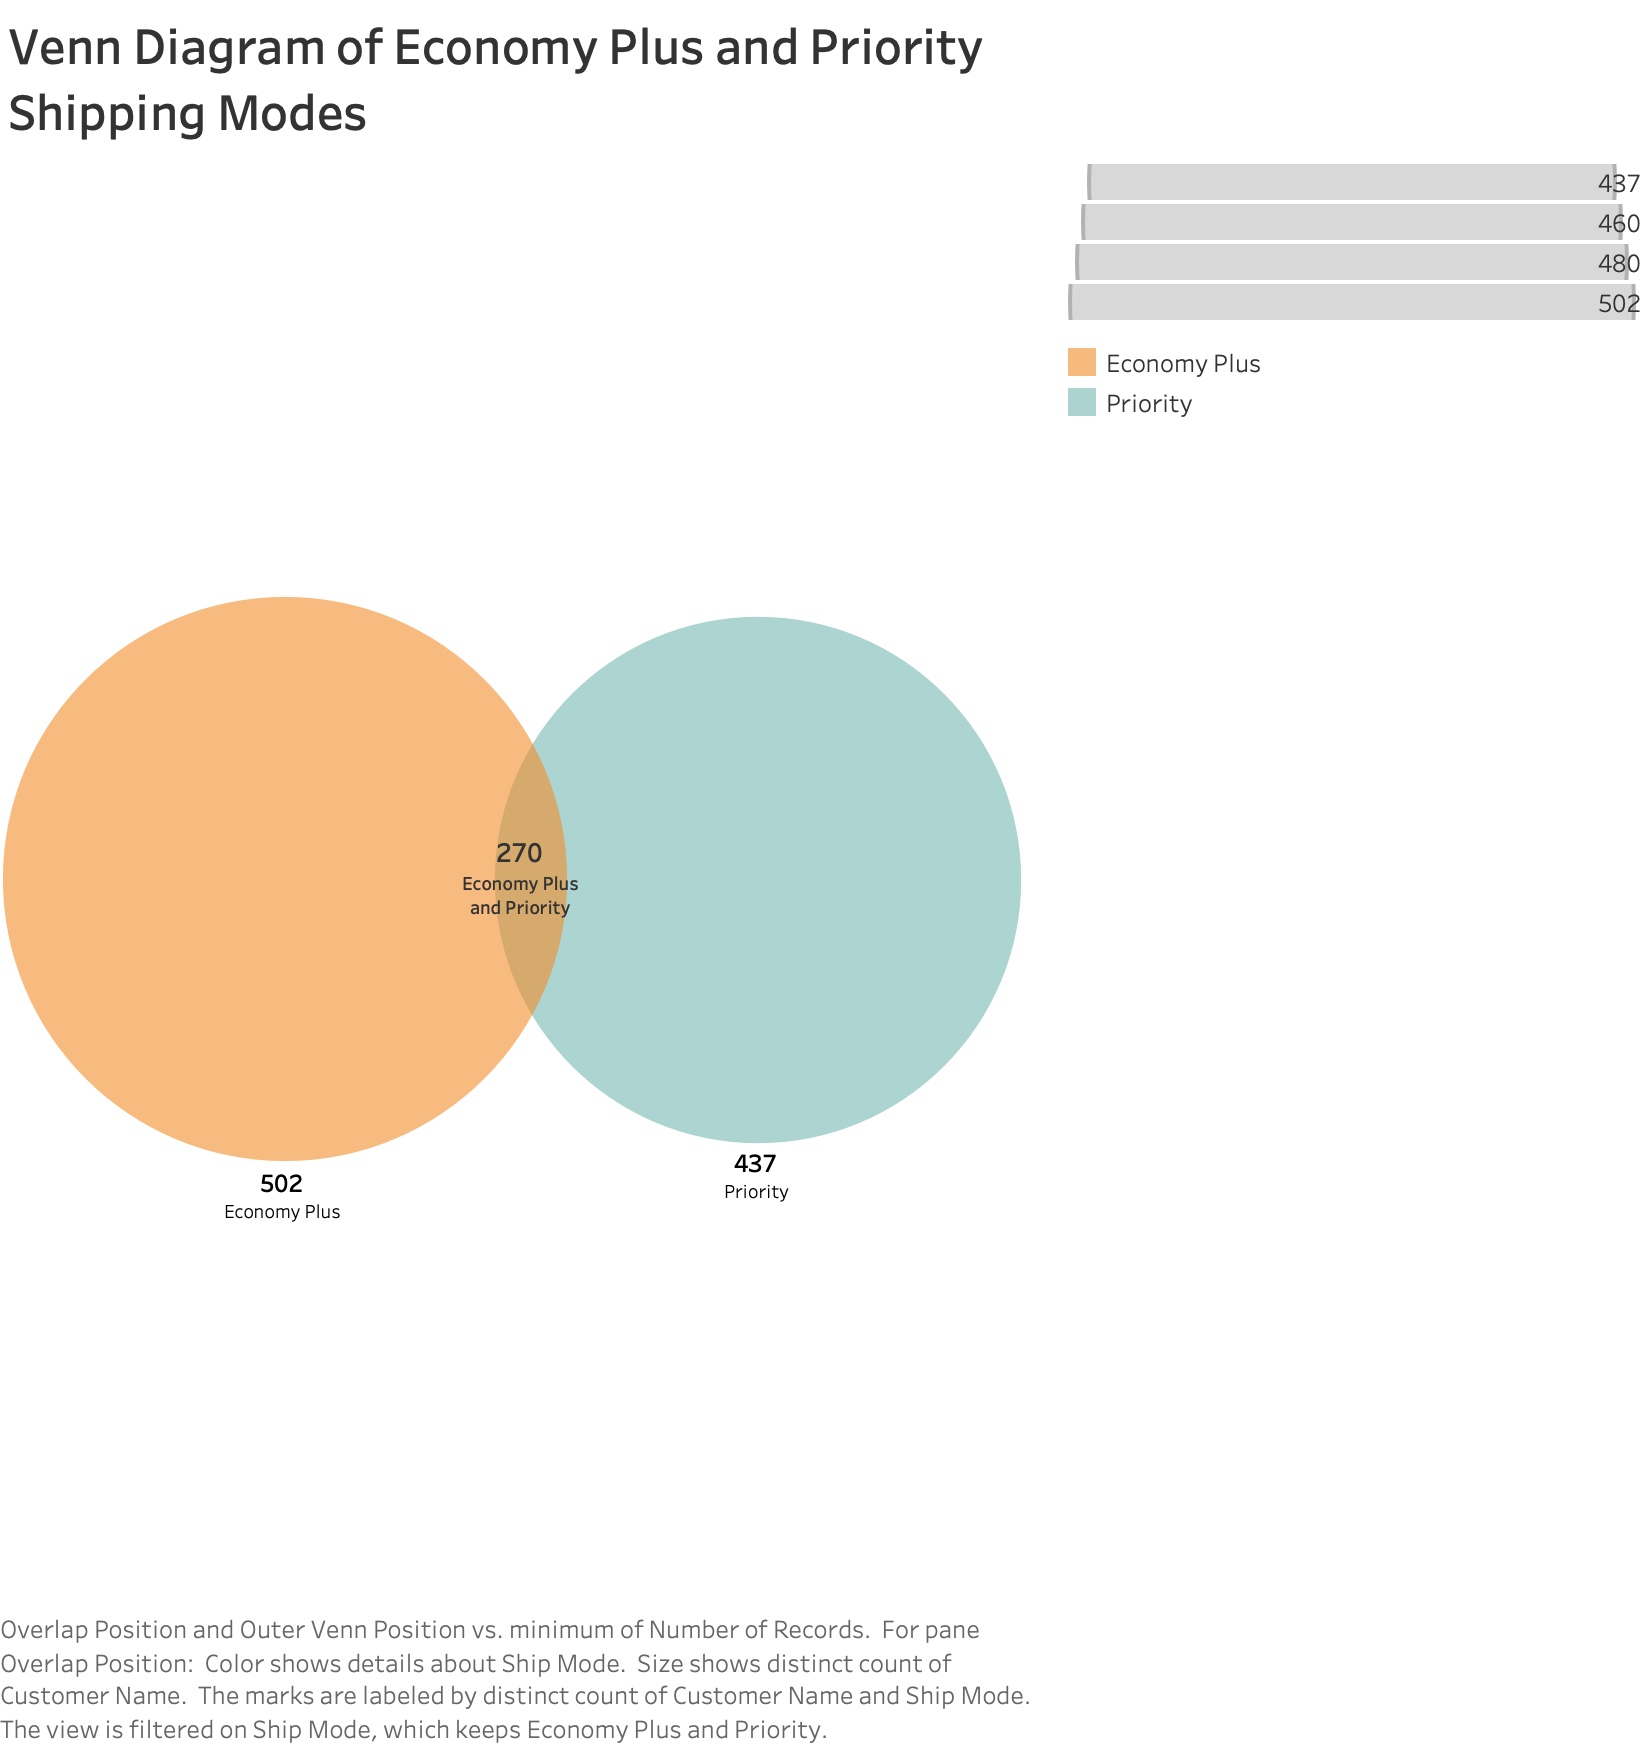 Venn Diagram of Economy Plus and Priority
Shipping Modes
437
460
480
502
Economy Plus
Priority
270
Economy Plus
and Priority
502
Economy Plus
437
Priority
Overlap Position and Outer Venn Position vs. minimum of Number of Records.  For pane
Overlap Position:  Color shows details about Ship Mode.  Size shows distinct count of
Customer Name.  The marks are labeled by distinct count of Customer Name and Ship Mode.
The view is filtered on Ship Mode, which keeps Economy Plus and Priority.